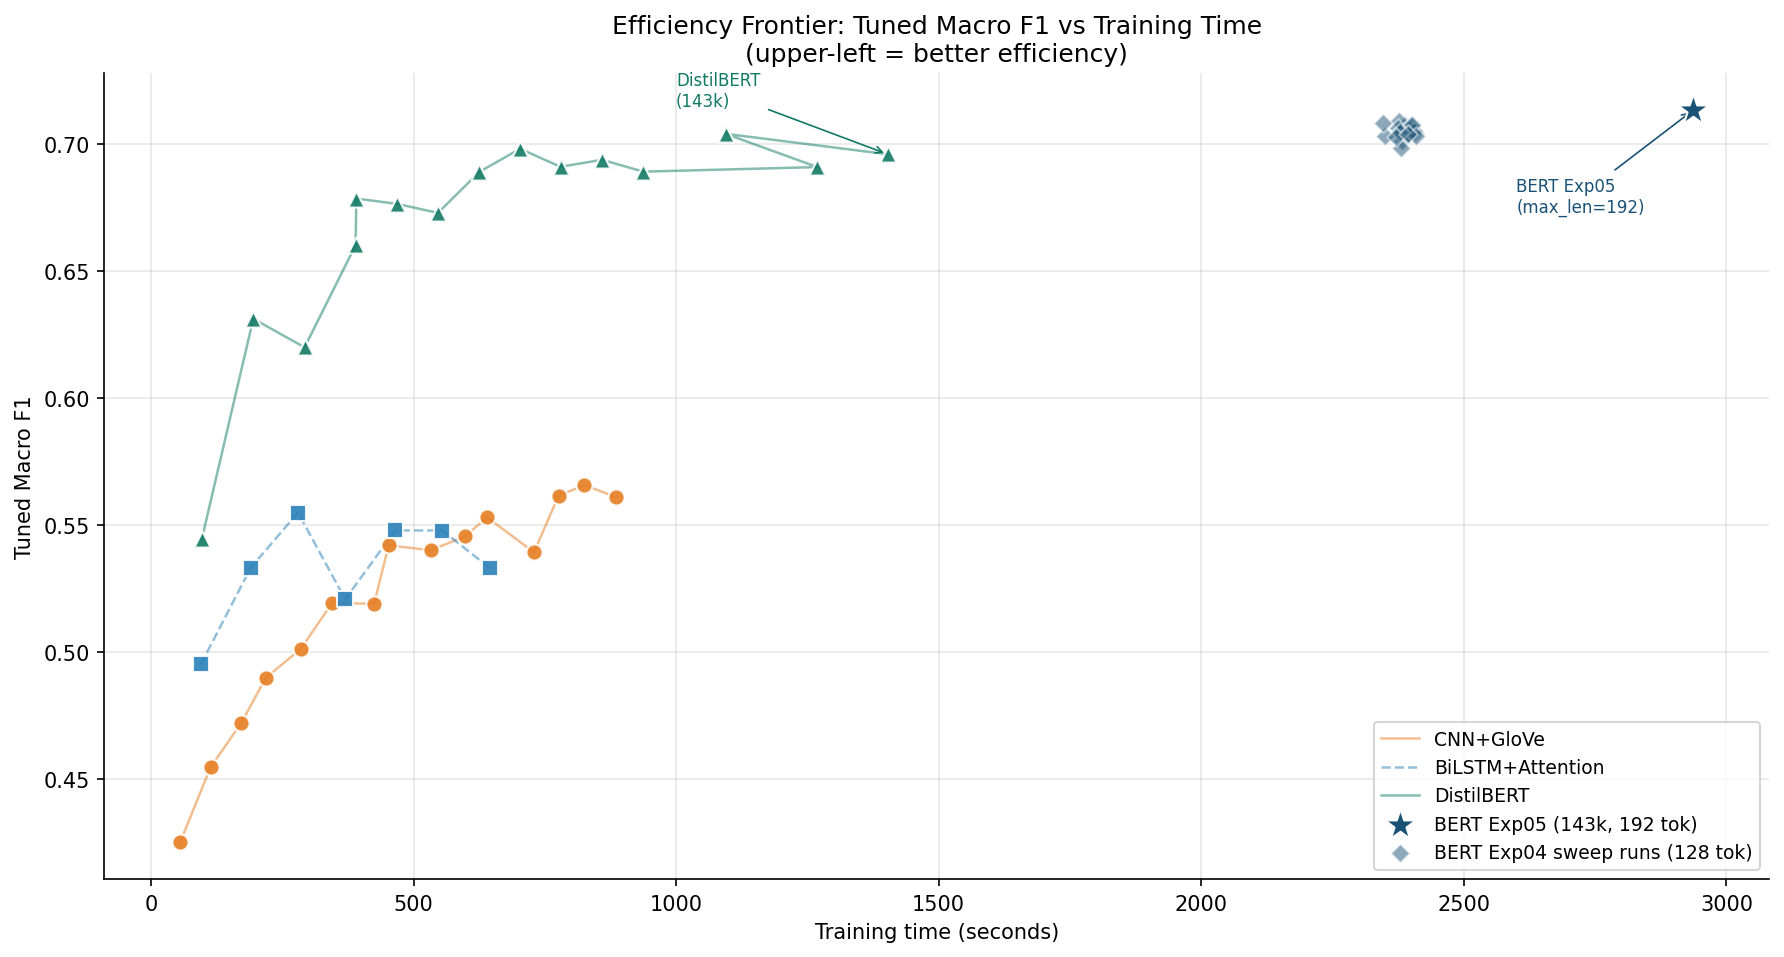 Efficiency Frontier: Tuned Macro F1 vs Training Time
(upper-left = better efficiency)
DistilBERT
(143k)
BERT Exp05
(max_len=192)
Tuned Macro F1
0.70
0.65
0.60
0.55
0.50
0.45
CNN+GloVe
BiLSTM+Attention
DistilBERT
BERT Exp05 (143k, 192 tok)
BERT Exp04 sweep runs (128 tok)
0
500
1000
1500
2000
2500
3000
Training time (seconds)